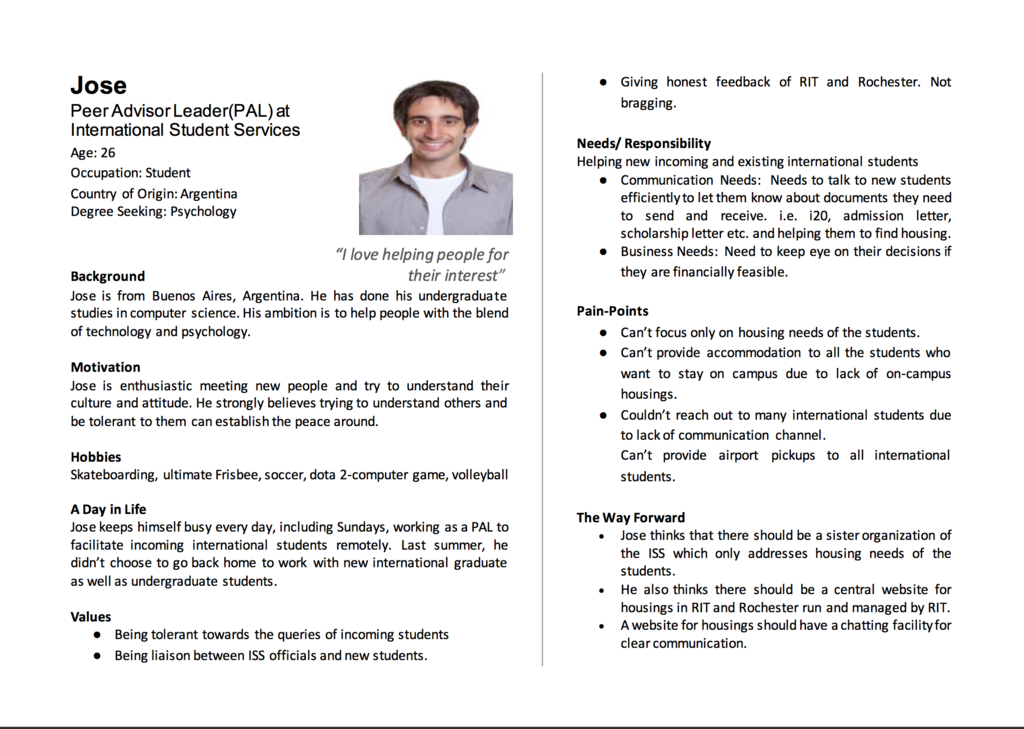 Jose
Peer Advisor Leader(PAL) at
International Student Services
Age: 26
Occupation: Student
Country of Origin: Argentina
Degree Seeking: Psychology
“I love helping people for
their interest”
Background
Jose is from Buenos Aires, Argentina. He has done his undergraduate
studies in computer science. His ambition is to help people with the blend
of technology and psychology.
Motivation
Jose is enthusiastic meeting new people and try to understand their
culture and attitude. He strongly believes trying to understand others and
be tolerant to them can establish the peace around.
Hobbies
Skateboarding, ultimate Frisbee, soccer, dota 2-computer game, volleyball
A Day in Life
Jose keeps himself busy every day, including Sundays, working as a PAL to
facilitate incoming international students remotely. Last summer, he
didn’t choose to go back home to work with new international graduate
as well as undergraduate students.
Values
● Being tolerant towards the queries of incoming students
● Being liaison between ISS officials and new students.
● Giving honest feedback of RIT and Rochester. Not
bragging.
Needs/ Responsibility
Helping new incoming and existing international students
● Communication Needs: Needs to talk to new students
efficiently to let them know about documents they need
to send and receive. i.e. i20, admission letter,
scholarship letter etc. and helping them to find housing.
● Business Needs: Need to keep eye on their decisions if
they are financially feasible.
Pain-Points
● Can’t focus only on housing needs of the students.
● Can’t provide accommodation to all the students who
want to stay on campus due to lack of on-campus
housings.
● Couldn’t reach out to many international students due
to lack of communication channel.
Can’t provide airport pickups to all international
students.
The Way Forward
• Jose thinks that there should be a sister organization of
the ISS which only addresses housing needs of the
students.
• He also thinks there should be a central website for
housings in RIT and Rochester run and managed by RIT.
• A website for housings should have a chatting facility for
clear communication.